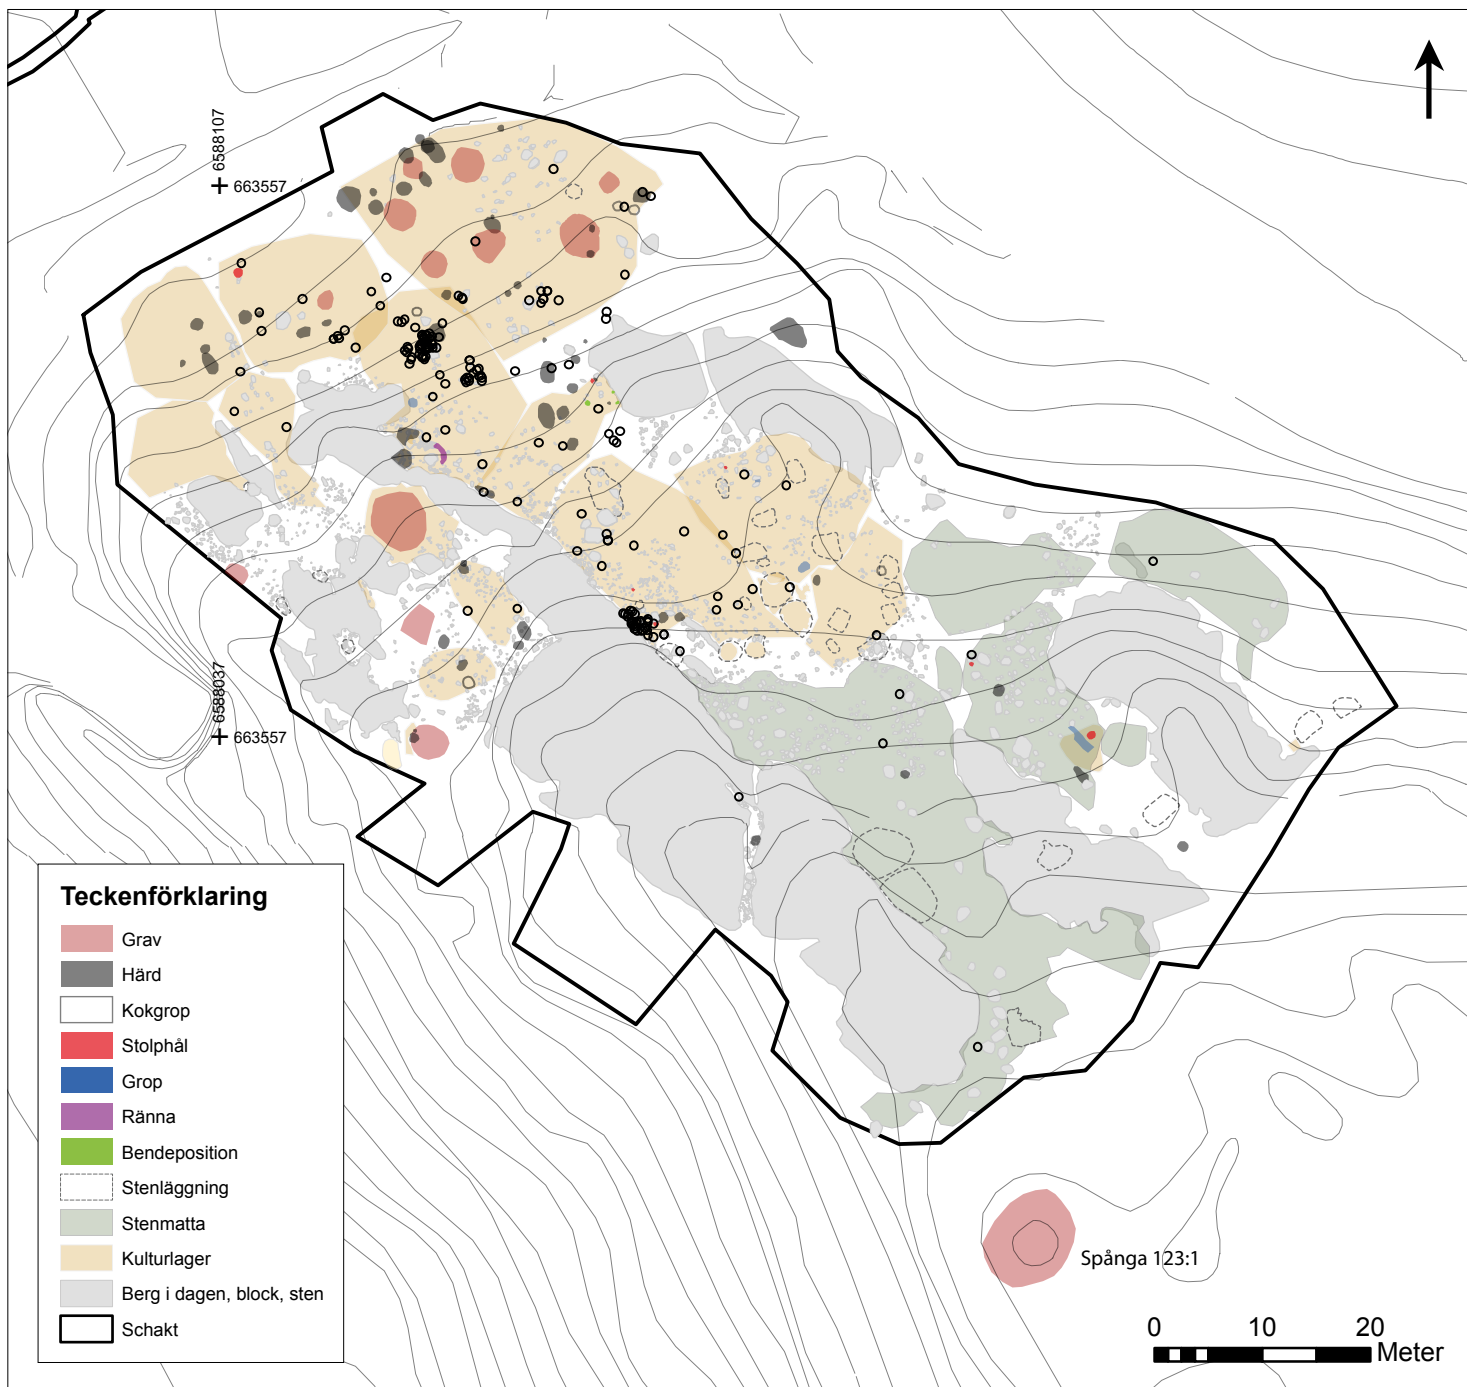 6588107
663557
6588037
663557
Teckenförklaring
Grav
Härd
Kokgrop
Stolphål
Grop
Ränna
Bendeposition
Stenläggning
Stenmatta
Kulturlager
Berg i dagen, block, sten
Schakt
Spånga 123:1
0 10 20
Meter